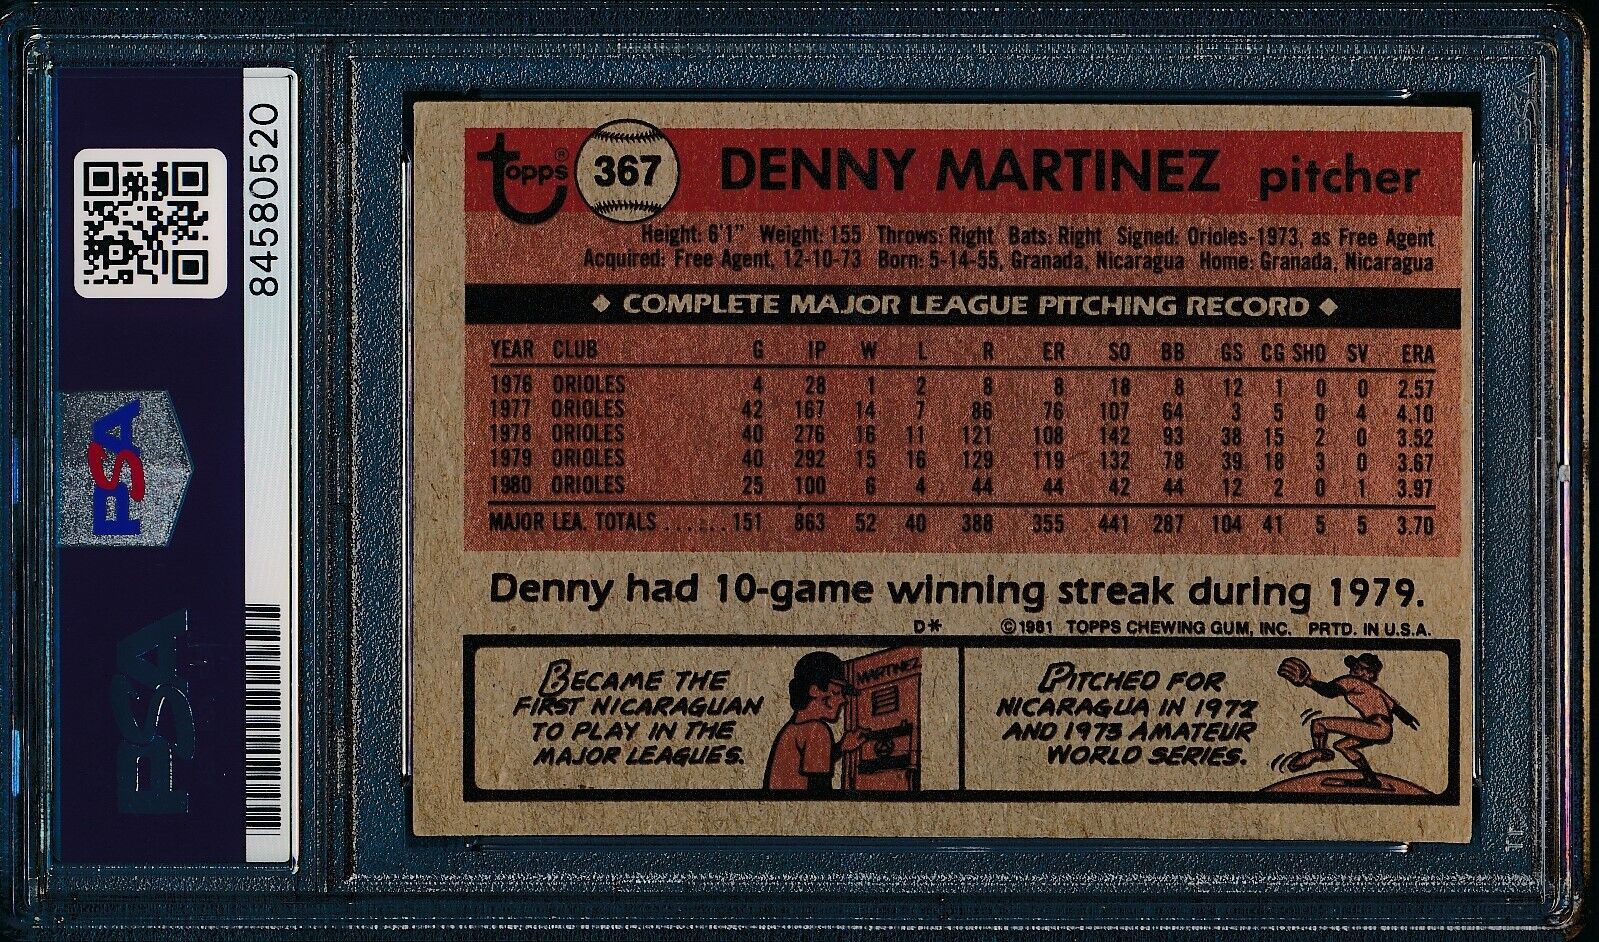 84580520
PSA
PSA
topps®
367
DENNY MARTINEZ pitcher
Height: 6'1" Weight: 155 Throws: Right Bats: Right Signed: Orioles-1973, as Free Agent
Acquired: Free Agent, 12-10-73 Born: 5-14-55, Granada, Nicaragua Home: Granada, Nicaragua
◆ COMPLETE MAJOR LEAGUE PITCHING RECORD ◆
YEAR CLUB G IP W L R ER SO BB GS CG SHO SV ERA
1976 ORIOLES 4 28 1 2 8 8 18 8 12 1 0 0 2.57
1977 ORIOLES 42 167 14 7 86 76 107 64 3 5 0 4 4.10
1978 ORIOLES 40 276 16 11 121 108 142 93 38 15 2 0 3.52
1979 ORIOLES 40 292 15 16 129 119 132 78 39 18 3 0 3.67
1980 ORIOLES 25 100 6 4 44 44 42 44 12 2 0 1 3.97
MAJOR LEA. TOTALS ...... 151 863 52 40 388 355 441 287 104 41 5 5 3.70
Denny had 10-game winning streak during 1979.
D* ©1981 TOPPS CHEWING GUM, INC. PRTD. IN U.S.A.
BECAME THE
FIRST NICARAGUAN
TO PLAY IN THE
MAJOR LEAGUES.
MARTINEZ
PITCHED FOR
NICARAGUA IN 1972
AND 1973 AMATEUR
WORLD SERIES.